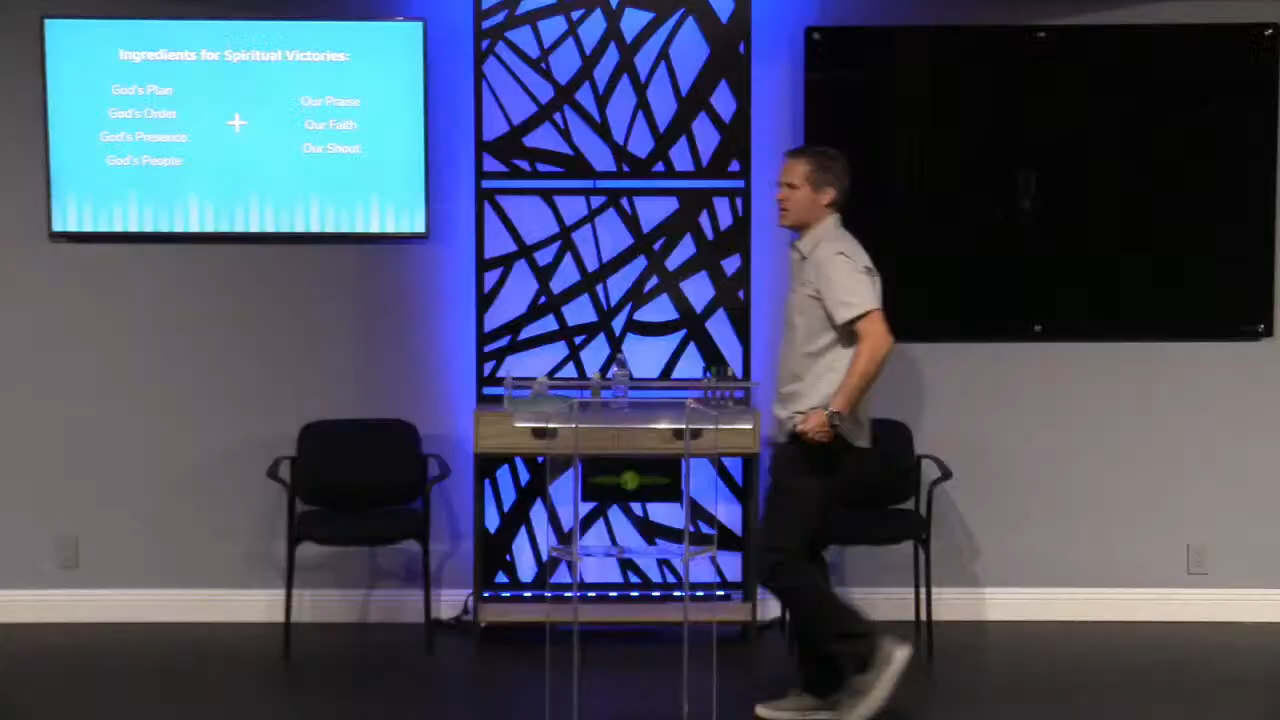 Ingredients for Spiritual Victories:
God's Plan
God's Order
God's Presence
God's People
+
Our Praise
Our Faith
Our Shout